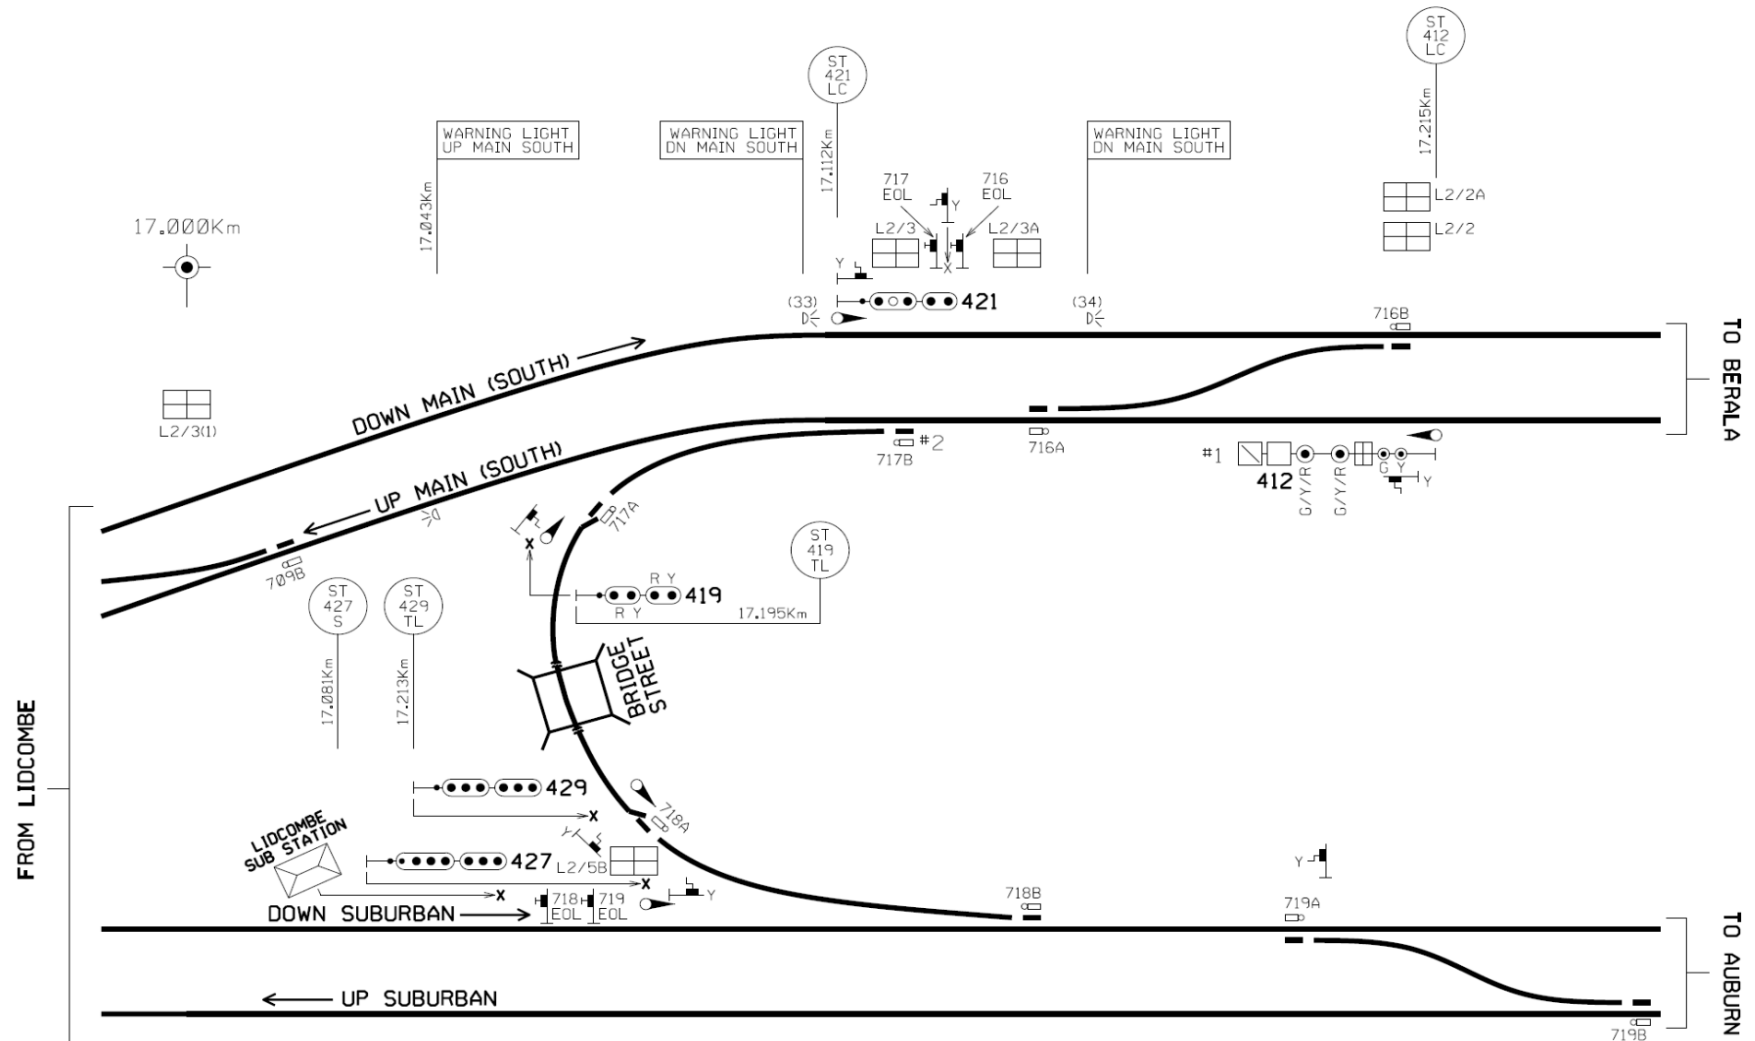 ST
412
LC
17.215Km
ST
421
LC
17.112Km
WARNING LIGHT
UP MAIN SOUTH
17.043Km
WARNING LIGHT
DN MAIN SOUTH
WARNING LIGHT
DN MAIN SOUTH
717
EOL
716
EOL
Y
L2/3
L2/3A
X
L2/2A
L2/2
17.000Km
Y
(33)
421
(34)
716B
TO BERALA
DOWN MAIN (SOUTH)
L2/3(1)
UP MAIN (SOUTH)
717B
#2
716A
#1
412
G/Y/R
G/Y/R
G Y
Y
717A
X
709B
ST
419
TL
17.195Km
R Y
419
R Y
ST
427
S
17.081Km
ST
429
TL
17.213Km
BRIDGE
STREET
FROM LIDCOMBE
429
X
718A
LIDCOMBE
SUB STATION
427
Y
L2/5B
X
X
Y
718
EOL
719
EOL
DOWN SUBURBAN
718B
719A
Y
UP SUBURBAN
719B
TO AUBURN